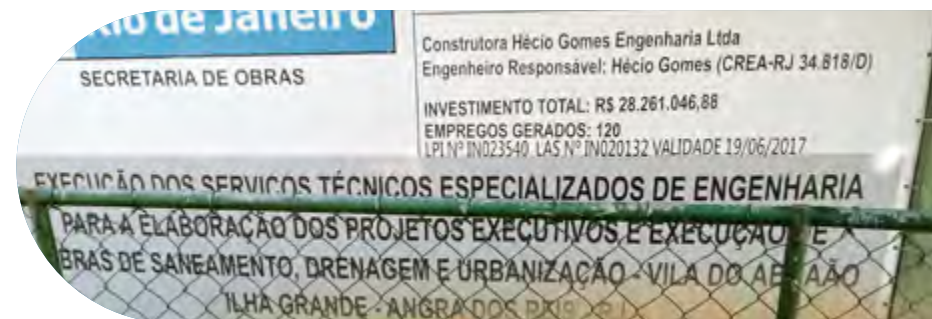 Rio de Janeiro
SECRETARIA DE OBRAS
Construtora Hécio Gomes Engenharia Ltda
Engenheiro Responsável: Hécio Gomes (CREA-RJ 34.818/D)
INVESTIMENTO TOTAL: R$ 28.261.046,88
EMPREGOS GERADOS: 120
LPI Nº IN023540 LAS Nº IN020132 VALIDADE 19/06/2017
EXECUÇÃO DOS SERVIÇOS TÉCNICOS ESPECIALIZADOS DE ENGENHARIA
PARA A ELABORAÇÃO DOS PROJETOS EXECUTIVOS E EXECUÇÃO E
BRAS DE SANEAMENTO, DRENAGEM E URBANIZAÇÃO - VILA DO ABRAÃO
ILHA GRANDE - ANGRA DOS REIS - RJ